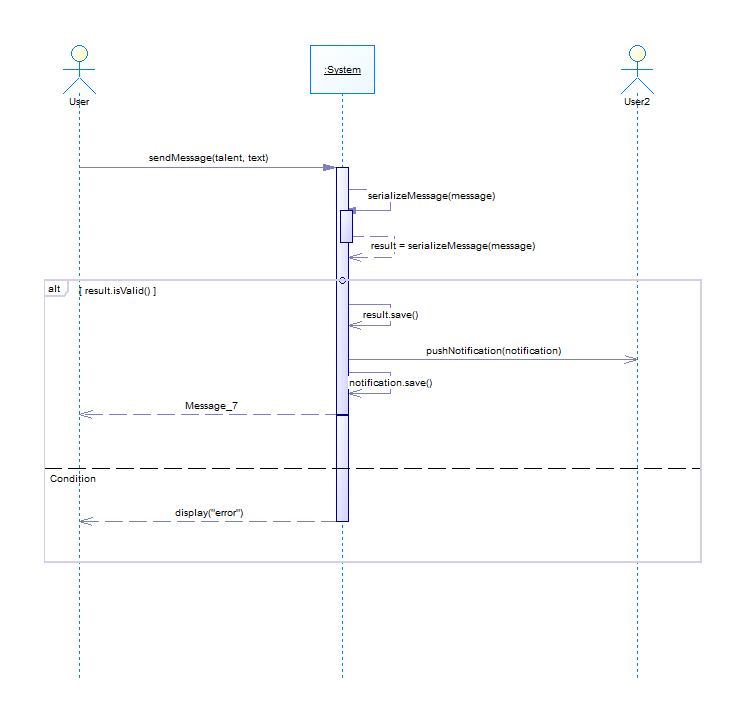 User
:System
User2
sendMessage(talent, text)
serializeMessage(message)
result = serializeMessage(message)
alt
[ result.isValid() ]
result.save()
pushNotification(notification)
notification.save()
Message_7
Condition
display("error")